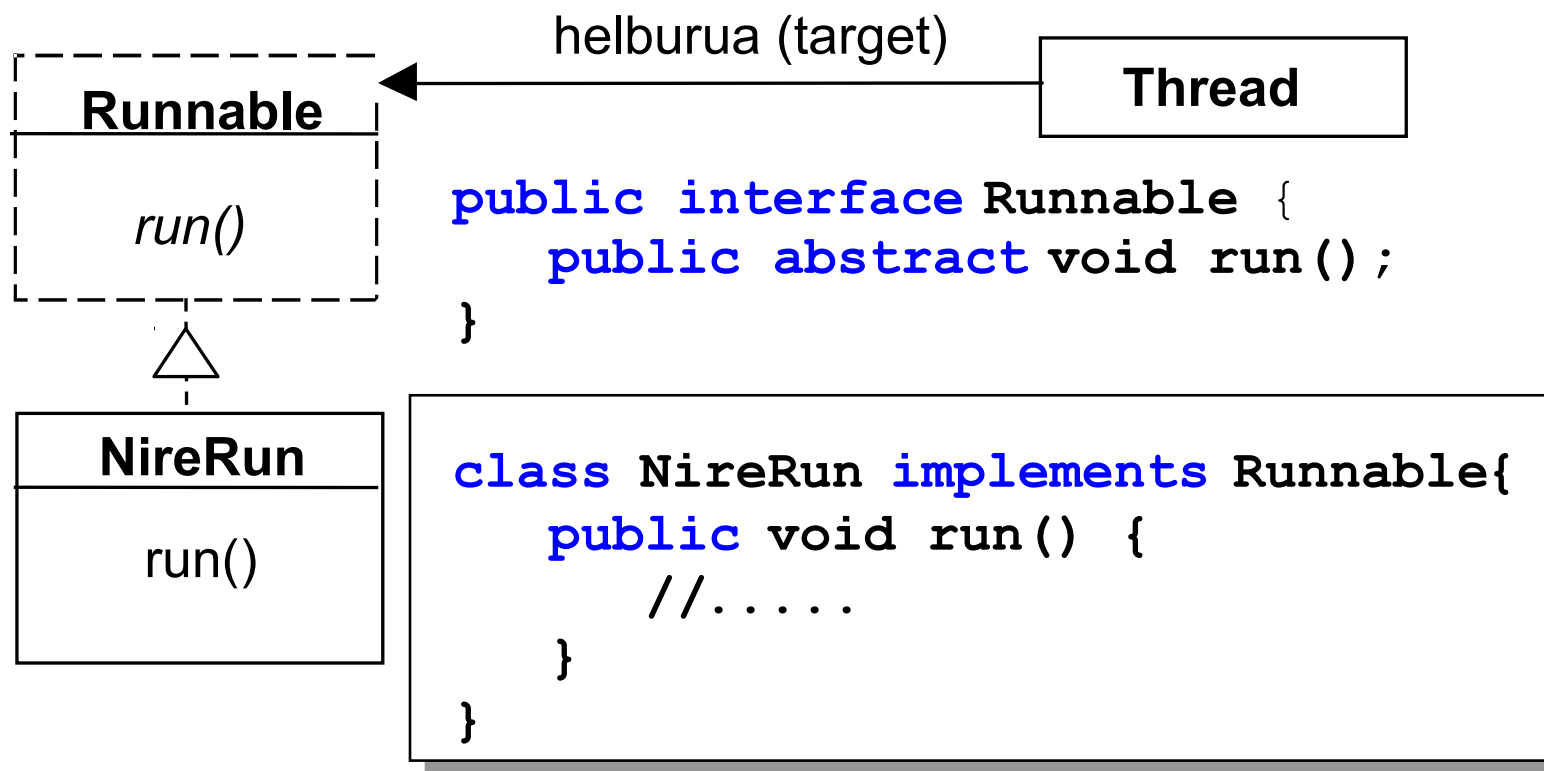 helburua (target)
Thread
Runnable
run()
public interface Runnable {
public abstract void run();
}
NireRun
run()
class NireRun implements Runnable{
public void run() {
//.....
}
}